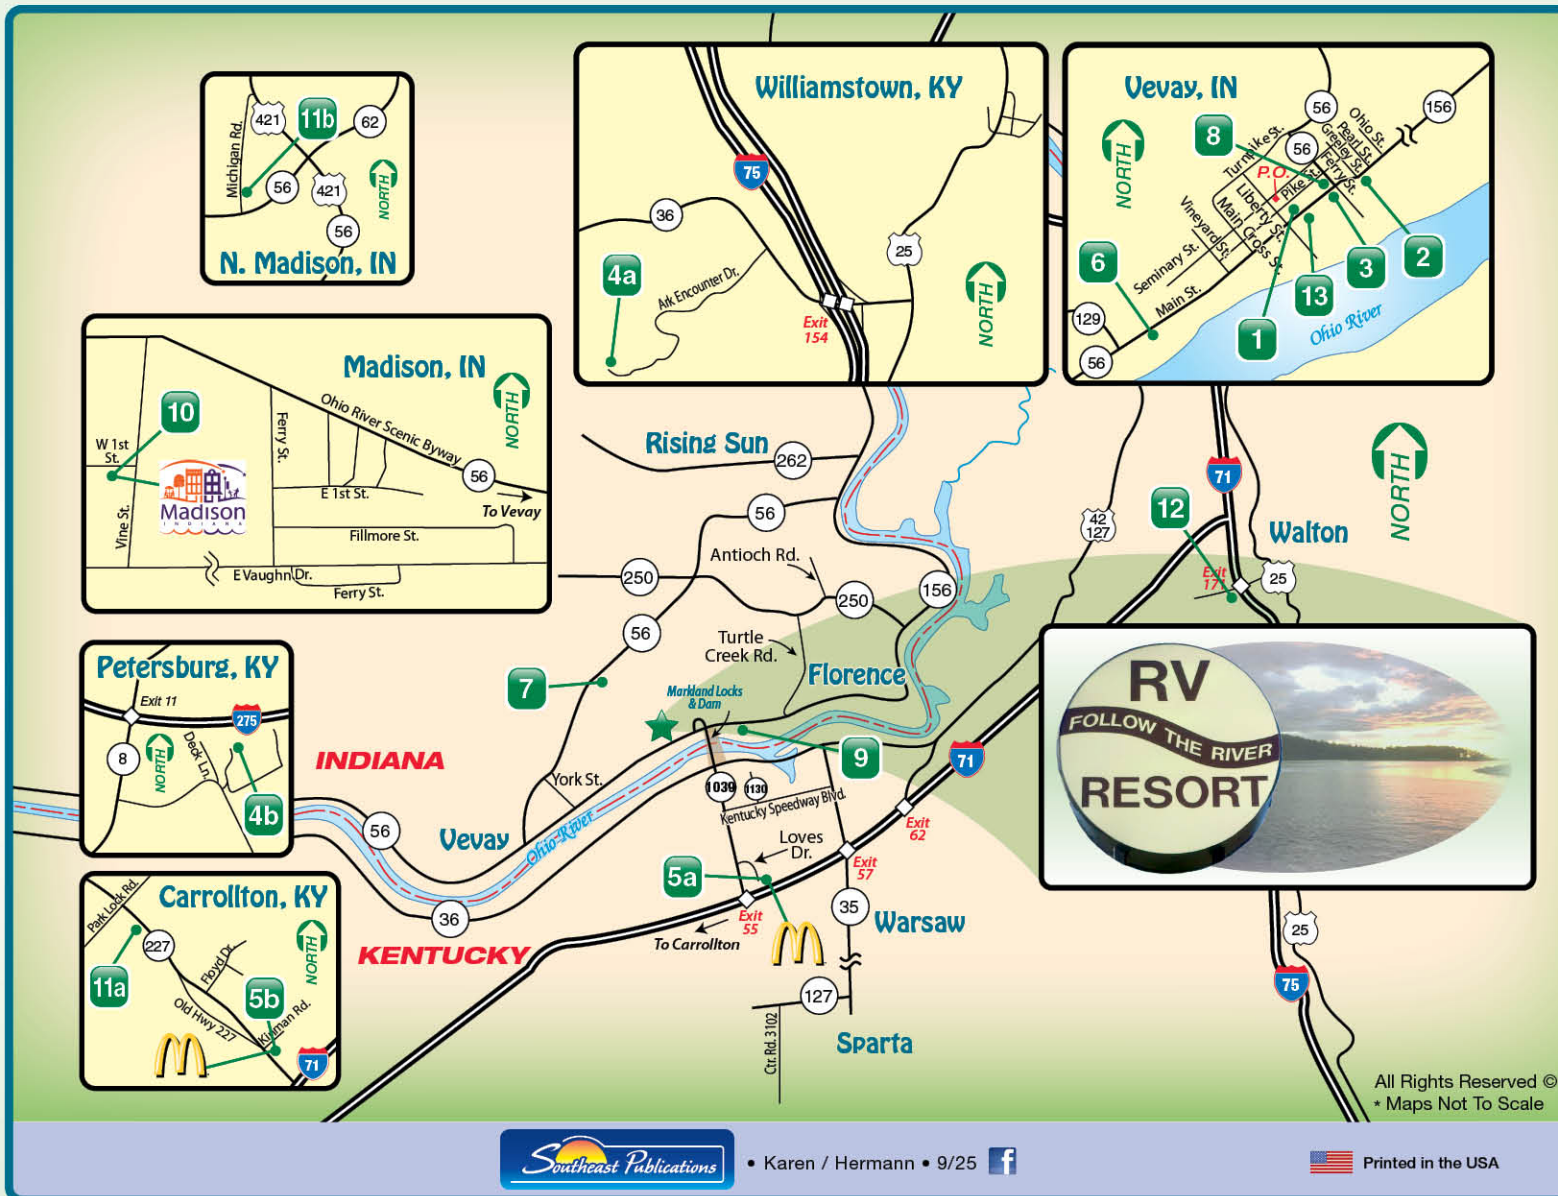 421
11b
62
Michigan Rd.
56
421
NORTH
56
N. Madison, IN
Williamstown, KY
75
36
25
4a
Ark Encounter Dr.
NORTH
Exit
154
Vevay, IN
156
56
Ohio St.
Pearl St.
Greeley St.
Ferry St.
8
56
Turnpike St.
P.O.
Pike St.
NORTH
Liberty St.
Main Cross St.
Vineyard St.
Seminary St.
Main St.
6
2
3
13
1
129
56
Ohio River
Madison, IN
NORTH
10
Ohio River Scenic Byway
Ferry St.
W 1st
St.
56
To Vevay
Madison
INDIANA
E 1st St.
Vine St.
Fillmore St.
E Vaughn Dr.
Ferry St.
Rising Sun
262
56
Antioch Rd.
250
250
156
56
Turtle
Creek Rd.
Florence
7
Markland Locks
& Dam
9
42
127
71
12
Walton
NORTH
Exit
171
25
Petersburg, KY
Exit 11
275
8
NORTH
Deck Ln.
4b
INDIANA
York St.
1039
1130
Kentucky Speedway Blvd.
71
Exit
62
56
Vevay
Ohio River
Loves
Dr.
5a
Exit
57
36
Exit
55
35
Warsaw
To Carrollton
KENTUCKY
127
Ctr. Rd. 3102
Sparta
Carrollton, KY
Park Lock Rd.
227
NORTH
Floyd Dr.
11a
5b
Old Hwy 227
Kinman Rd.
71
RV
FOLLOW THE RIVER
RESORT
25
75
All Rights Reserved ©
* Maps Not To Scale
Southeast Publications
• Karen / Hermann • 9/25
Printed in the USA